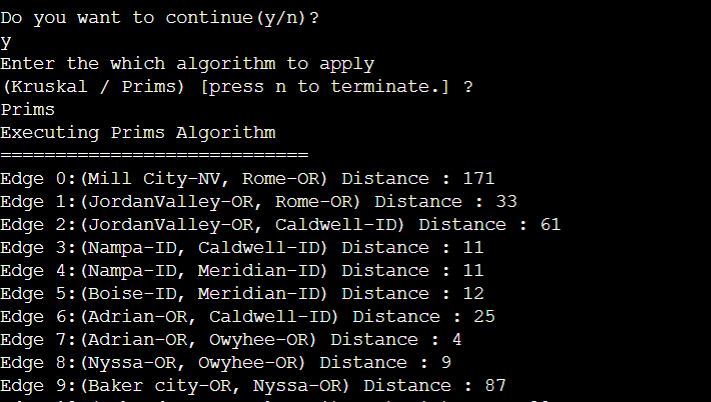 Do you want to continue(y/n)?
y
Enter the which algorithm to apply
(Kruskal / Prims) [press n to terminate.] ?
Prims
Executing Prims Algorithm
============================
Edge 0:(Mill City-NV, Rome-OR) Distance : 171
Edge 1:(JordanValley-OR, Rome-OR) Distance : 33
Edge 2:(JordanValley-OR, Caldwell-ID) Distance : 61
Edge 3:(Nampa-ID, Caldwell-ID) Distance : 11
Edge 4:(Nampa-ID, Meridian-ID) Distance : 11
Edge 5:(Boise-ID, Meridian-ID) Distance : 12
Edge 6:(Adrian-OR, Caldwell-ID) Distance : 25
Edge 7:(Adrian-OR, Owyhee-OR) Distance : 4
Edge 8:(Nyssa-OR, Owyhee-OR) Distance : 9
Edge 9:(Baker city-OR, Nyssa-OR) Distance : 87